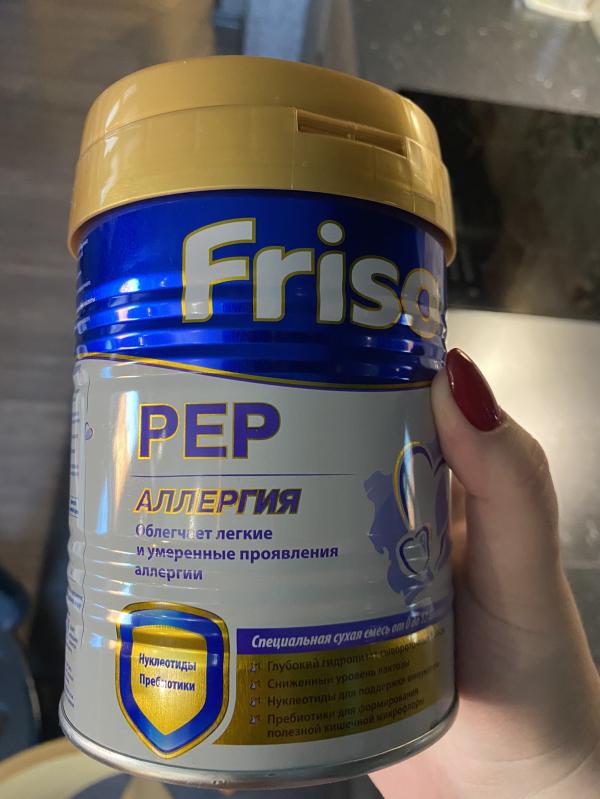 Friso
PEP
АЛЛЕРГИЯ
Облегчает легкие
и умеренные проявления
аллергии
Нуклеотиды
Пребиотики
Специальная сухая смесь от 0 до 12
Глубокий гидролизат сывороточных
Сниженный уровень лактозы
Нуклеотиды для поддержки иммунитета
Пребиотики для формирования
полезной кишечной микрофлоры